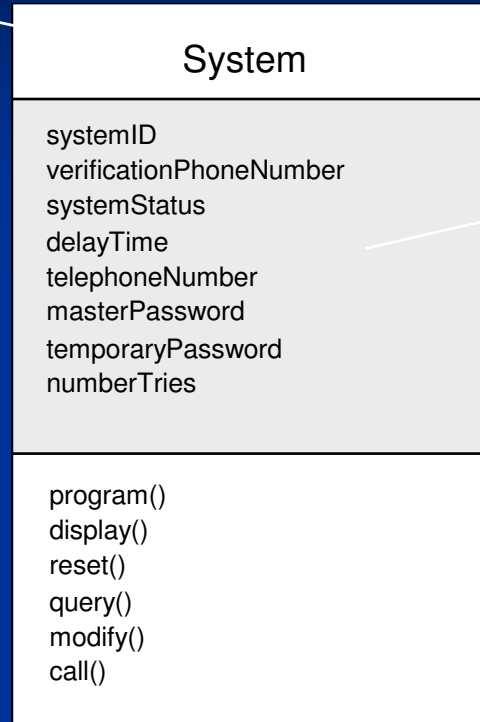 System
systemID
verificationPhoneNumber
systemStatus
delayTime
telephoneNumber
masterPassword
temporaryPassword
numberTries
program()
display()
reset()
query()
modify()
call()